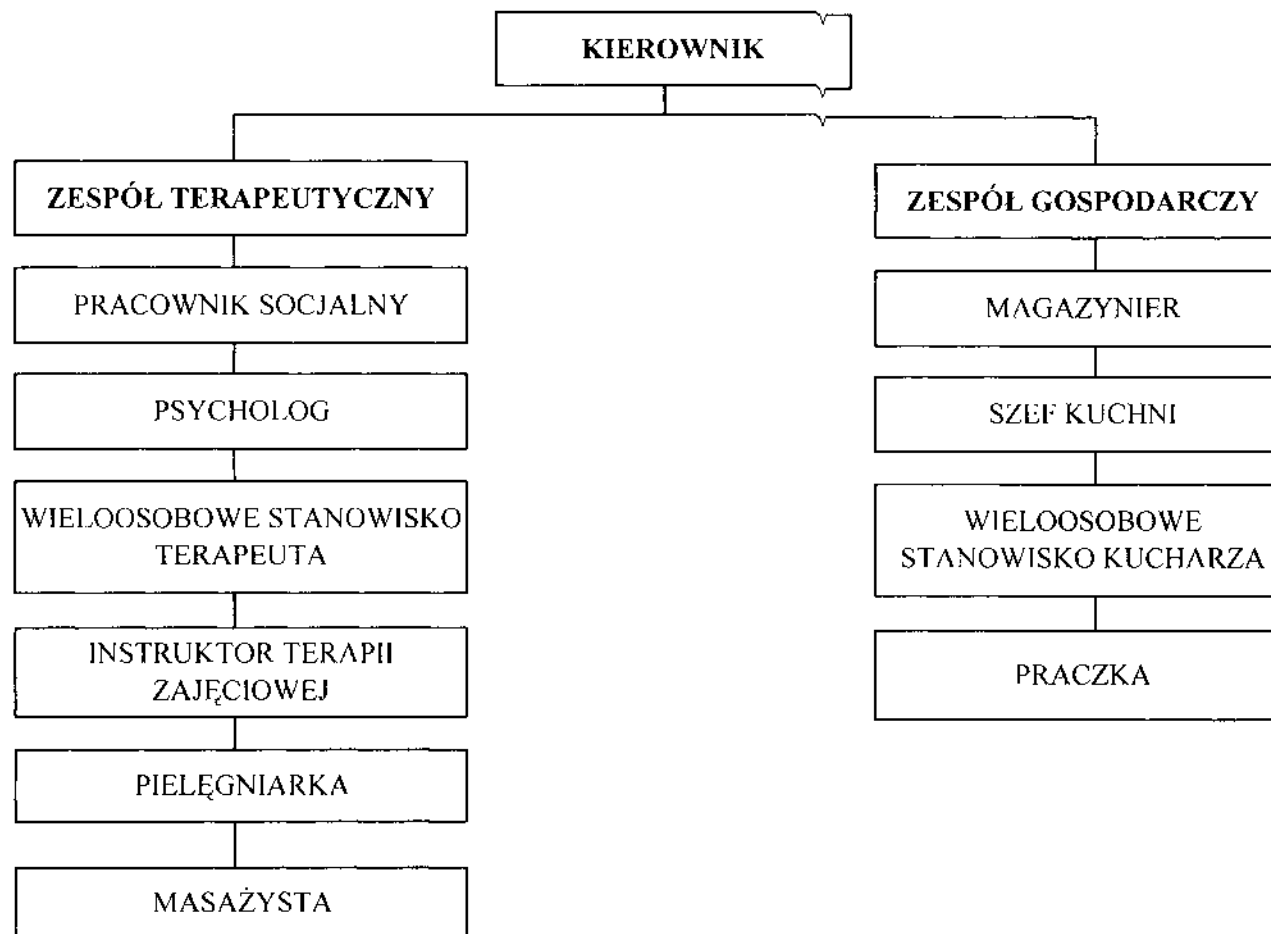 KIEROWNIK
ZESPÓŁ TERAPEUTYCZNY
PRACOWNIK SOCJALNY
PSYCHOLOG
WIELOOSOBOWE STANOWISKO
TERAPEUTA
INSTRUKTOR TERAPII
ZAJĘCIOWEJ
PIELĘGNIARKA
MASAŻYSTA
ZESPÓŁ GOSPODARCZY
MAGAZYNIER
SZEF KUCHNI
WIELOOSOBOWE
STANOWISKO KUCHARZA
PRACZKA